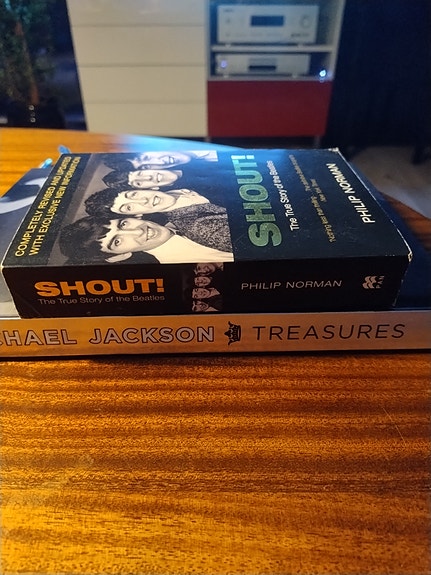 COMPLETELY REVISED AND UPDATED
WITH EXCLUSIVE NEW INFORMATION
SHOUT!
The True Story of the Beatles
PHILIP NORMAN
SHOUT!
The True Story of the Beatles
PHILIP NORMAN
PAN
CHAEL JACKSON TREASURES